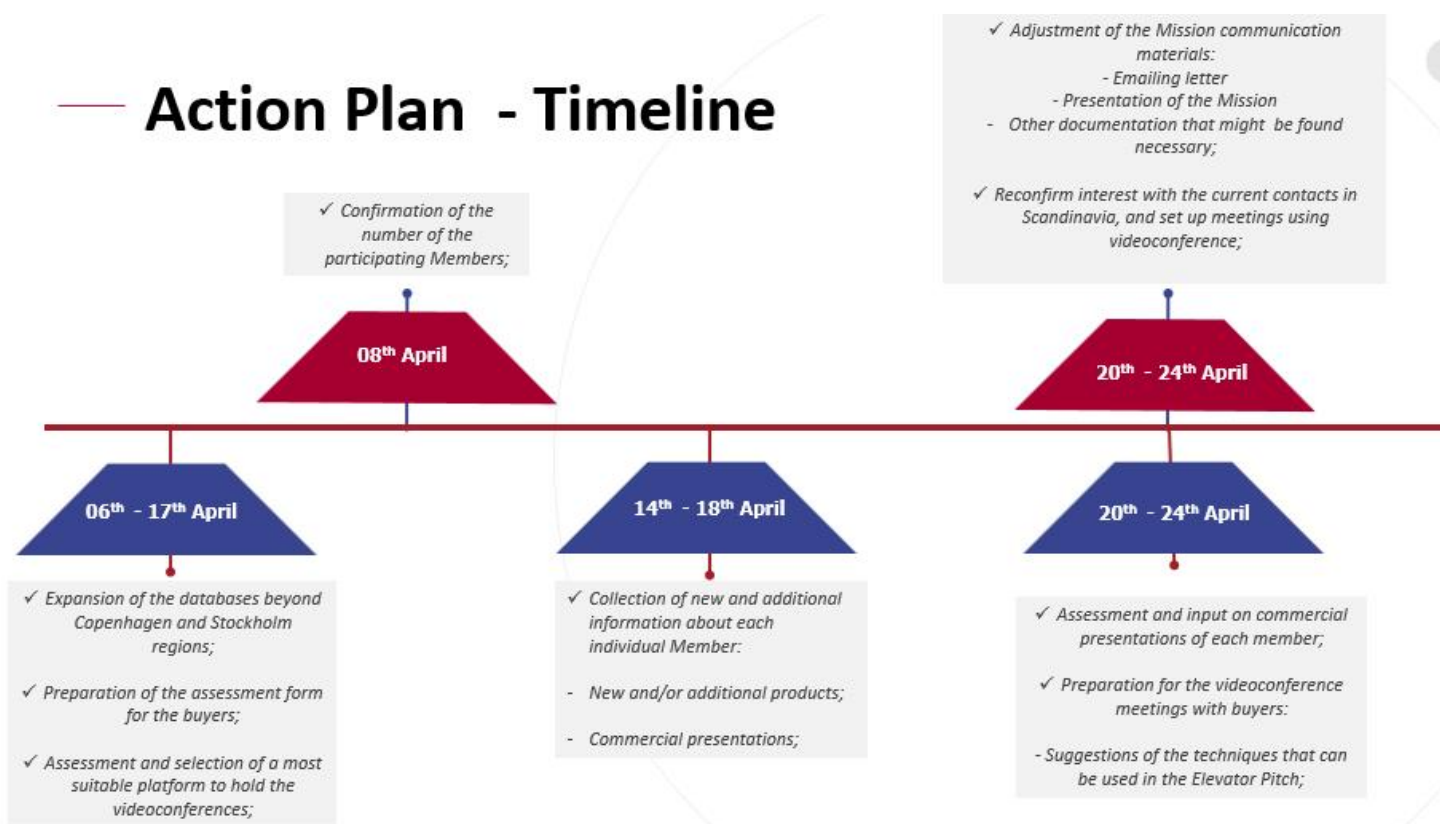 Action Plan - Timeline
✓ Confirmation of the
number of the
participating Members;
08th April
✓ Adjustment of the Mission communication
materials:
- Emailing letter
- Presentation of the Mission
- Other documentation that might be found
necessary;
✓ Reconfirm interest with the current contacts in
Scandinavia, and set up meetings using
videoconference;
20th - 24th April
06th - 17th April
✓ Expansion of the databases beyond
Copenhagen and Stockholm
regions;
✓ Preparation of the assessment form
for the buyers;
✓ Assessment and selection of a most
suitable platform to hold the
videoconferences;
14th - 18th April
✓ Collection of new and additional
information about each
individual Member:
- New and/or additional products;
- Commercial presentations;
20th - 24th April
✓ Assessment and input on commercial
presentations of each member;
✓ Preparation for the videoconference
meetings with buyers:
- Suggestions of the techniques that can
be used in the Elevator Pitch;